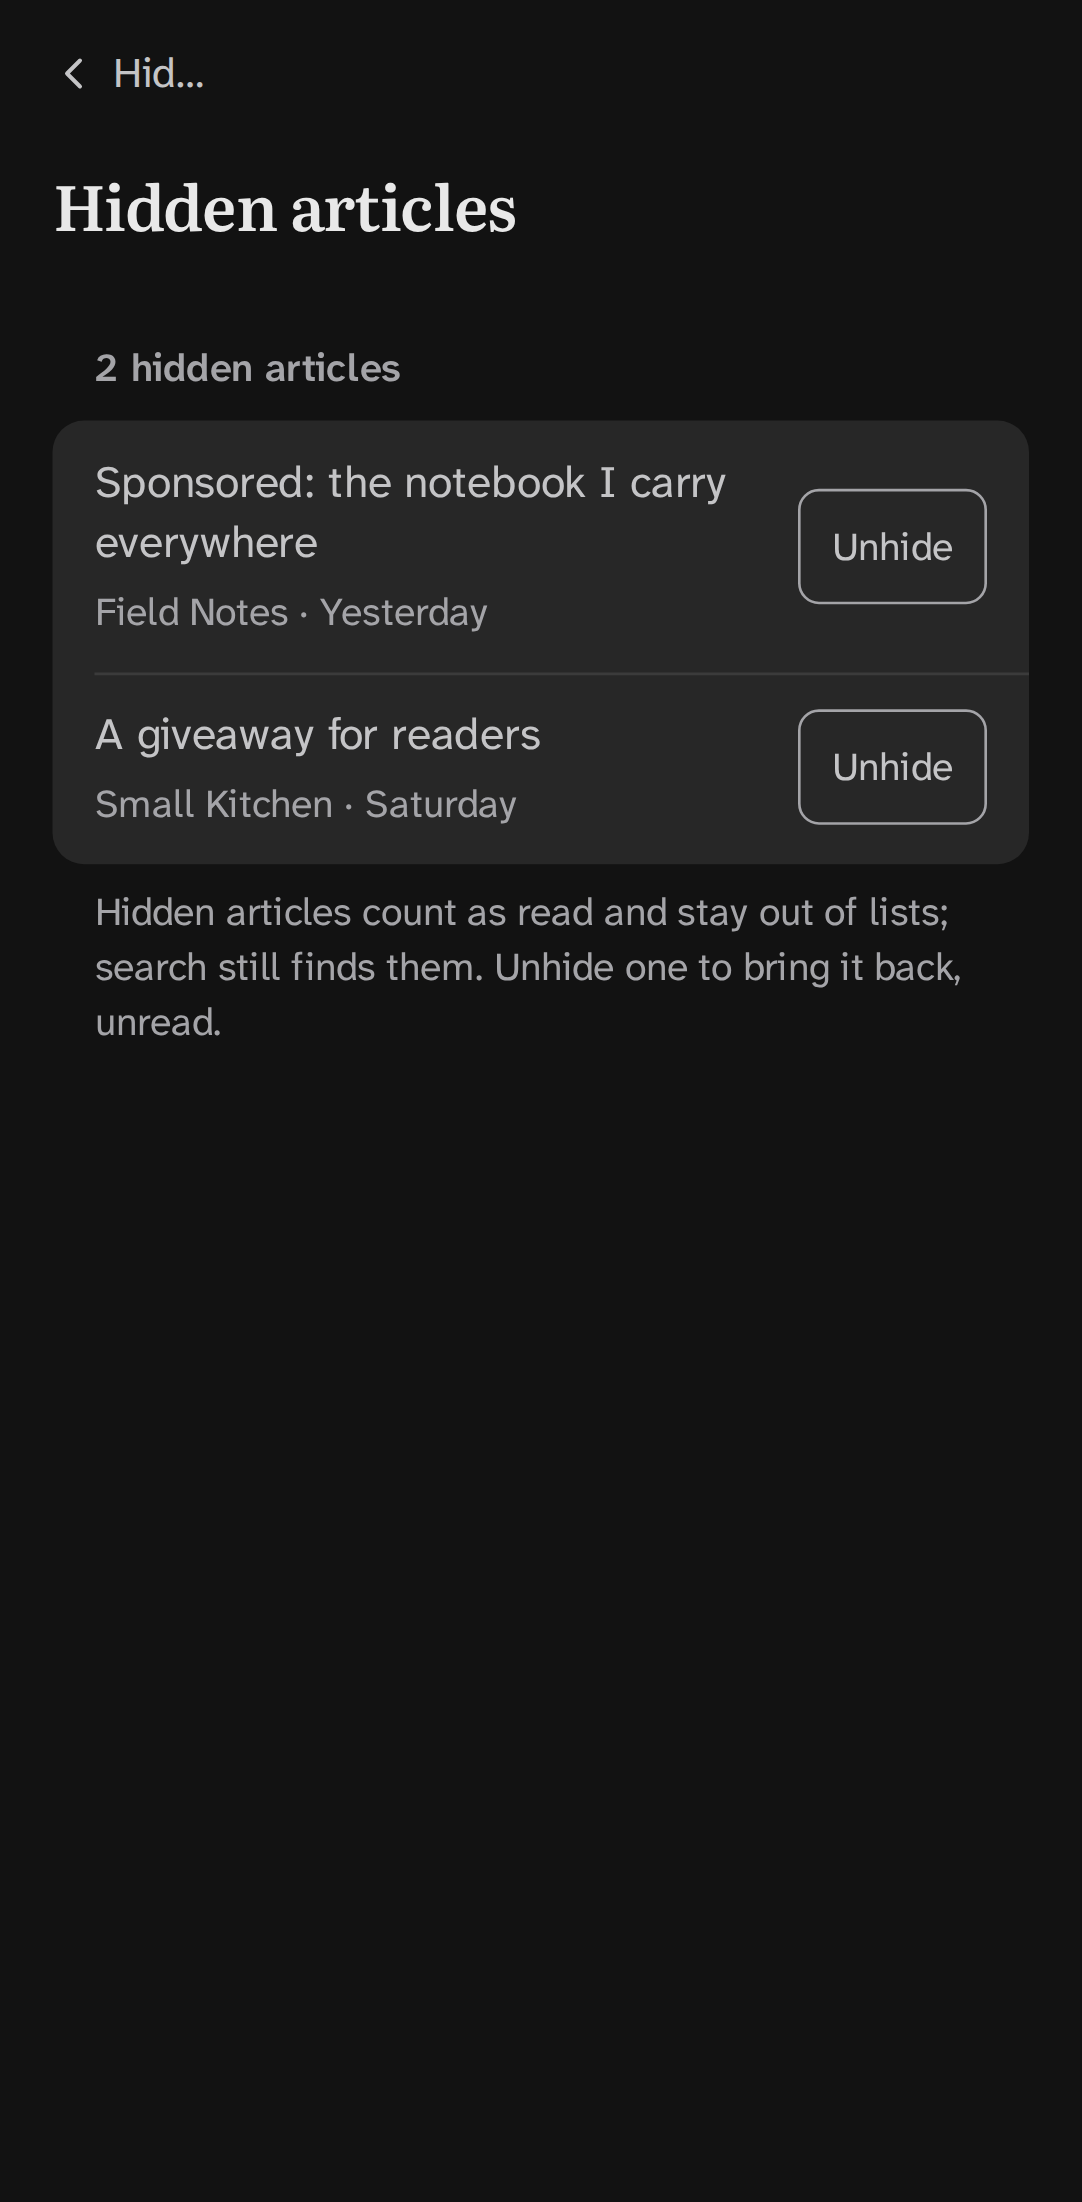 Hid...
Hidden articles
2 hidden articles
Sponsored: the notebook I carry
everywhere
Field Notes · Yesterday
Unhide
A giveaway for readers
Small Kitchen · Saturday
Unhide
Hidden articles count as read and stay out of lists;
search still finds them. Unhide one to bring it back,
unread.